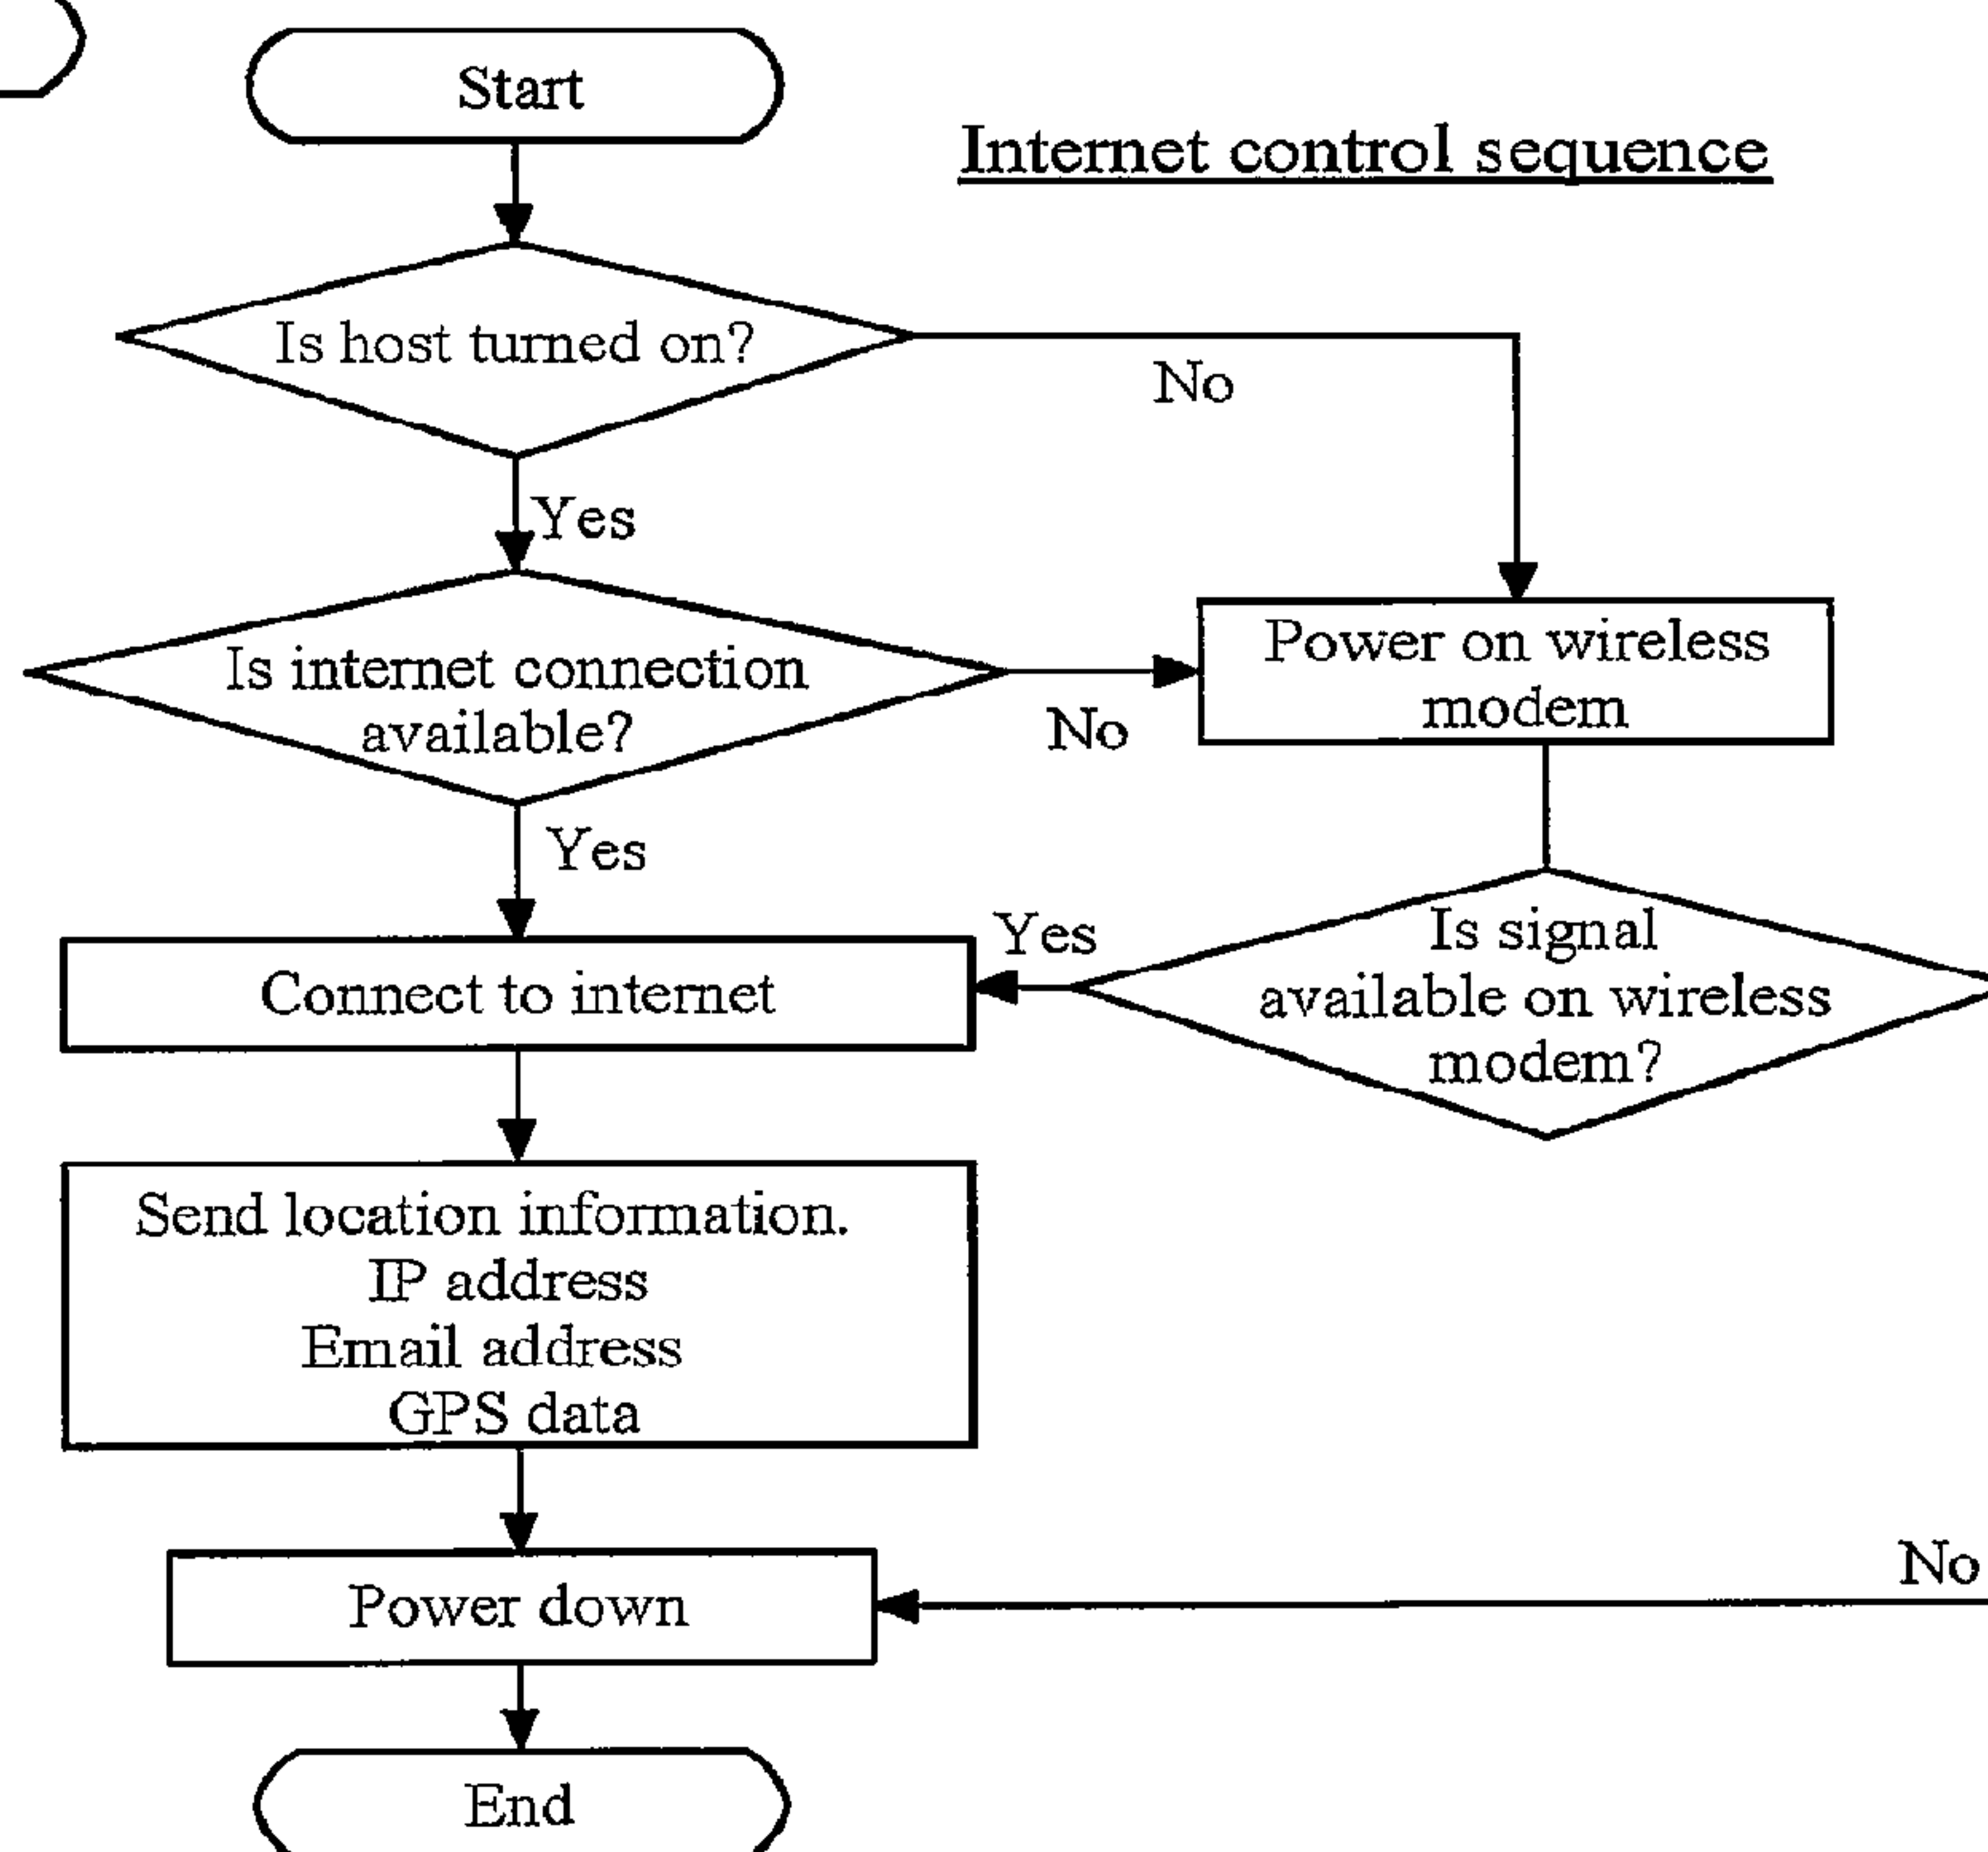 Start
Internet control sequence
Is host turned on?
No
Yes
Is internet connection
available?
No
Power on wireless
modem
Yes
Yes
Is signal
available on wireless
modem?
Connect to internet
Send location information.
IP address
Email address
GPS data
No
Power down
End